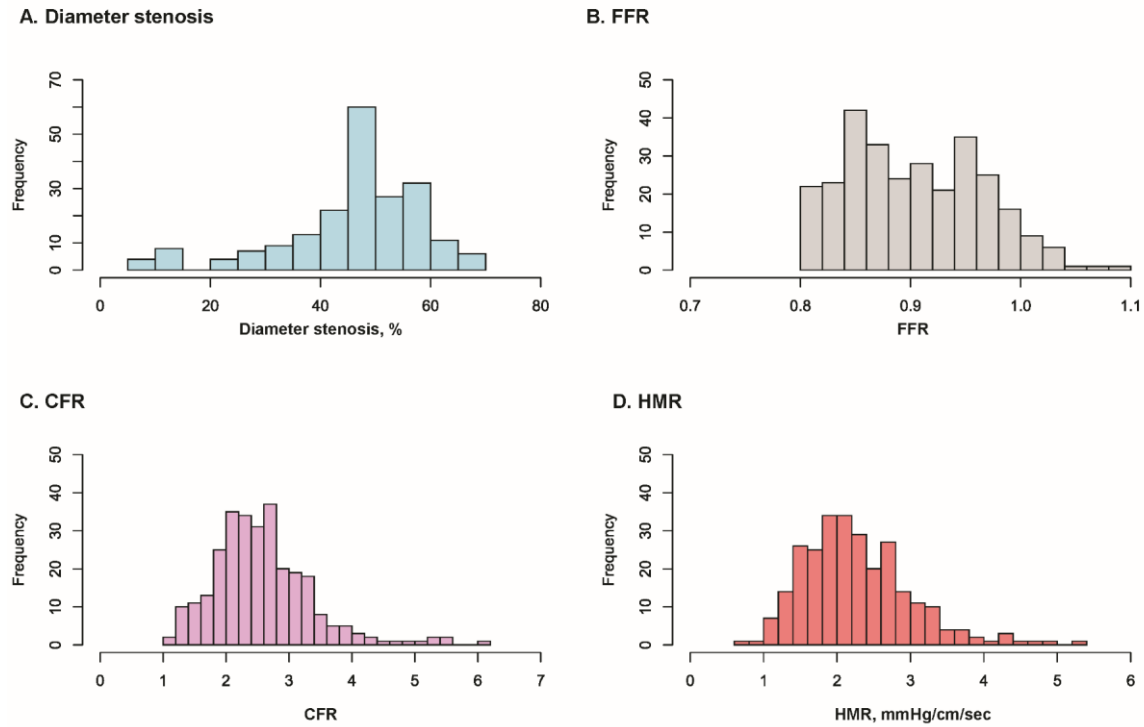 A. Diameter stenosis
B. FFR
Frequency
0 10 30 50 70
0 20 40 60 80
Diameter stenosis, %
Frequency
0 10 20 30 40 50
0.7 0.8 0.9 1.0 1.1
FFR
C. CFR
D. HMR
Frequency
0 10 20 30 40 50
0 1 2 3 4 5 6 7
CFR
Frequency
0 10 20 30 40 50
0 1 2 3 4 5 6
HMR, mmHg/cm/sec